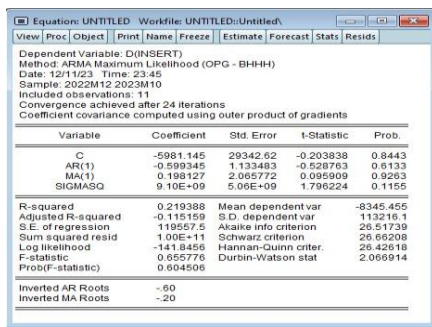 Equation: UNTITLED Workfile: UNTITLED::Untitled\
View Proc Object Print Name Freeze Estimate Forecast Stats Resids
Dependent Variable: D(INSERT)
Method: ARMA Maximum Likelihood (OPG - BHHH)
Date: 12/11/23 Time: 23:45
Sample: 2022M12 2023M10
Included observations: 11
Convergence achieved after 24 iterations
Coefficient covariance computed using outer product of gradients
Variable Coefficient Std. Error t-Statistic Prob.
C -5981.145 29342.62 -0.203838 0.8443
AR(1) -0.599345 1.133483 -0.528763 0.6133
MA(1) 0.198127 2.065772 0.095909 0.9263
SIGMASQ 9.10E+09 5.06E+09 1.796224 0.1155
R-squared 0.219388 Mean dependent var -8345.455
Adjusted R-squared -0.115159 S.D. dependent var 113216.1
S.E. of regression 119557.5 Akaike info criterion 26.51739
Sum squared resid 1.00E+11 Schwarz criterion 26.66208
Log likelihood -141.8456 Hannan-Quinn criter. 26.42618
F-statistic 0.655776 Durbin-Watson stat 2.066914
Prob(F-statistic) 0.604506
Inverted AR Roots -.60
Inverted MA Roots -.20